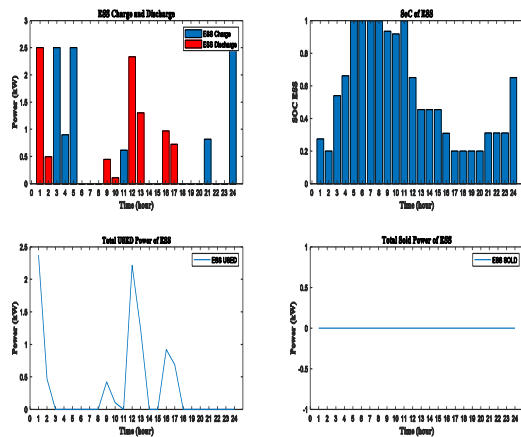 ESS Charge and Discharge
3
2.5
2
1.5
1
0.5
0
Power (kW)
ESS Charge
ESS Discharge
0 1 2 3 4 5 6 7 8 9 10 11 12 13 14 15 16 17 18 19 20 21 22 23 24
Time (hour)
SoC of ESS
1
0.8
0.6
0.4
0.2
0
SOC ESS
0 1 2 3 4 5 6 7 8 9 10 11 12 13 14 15 16 17 18 19 20 21 22 23 24
Time (hour)
Total USED Power of ESS
2.5
2
1.5
1
0.5
0
Power (kW)
ESS USED
0 1 2 3 4 5 6 7 8 9 10 11 12 13 14 15 16 17 18 19 20 21 22 23 24
Time (hour)
Total Sold Power of ESS
1
0.5
0
-0.5
-1
Power (kW)
ESS SOLD
0 1 2 3 4 5 6 7 8 9 10 11 12 13 14 15 16 17 18 19 20 21 22 23 24
Time (hour)